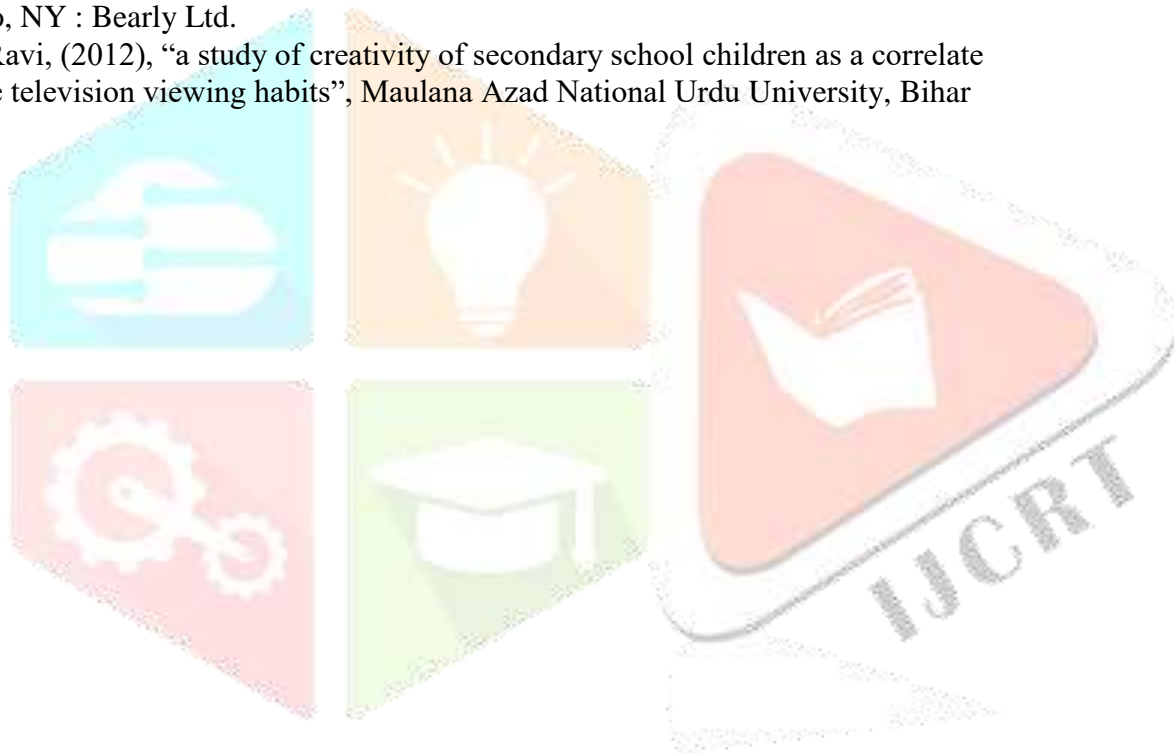 , NY : Bearly Ltd.
Ravi, (2012), “a study of creativity of secondary school children as a correlate
television viewing habits”, Maulana Azad National Urdu University, Bihar
IJCRT